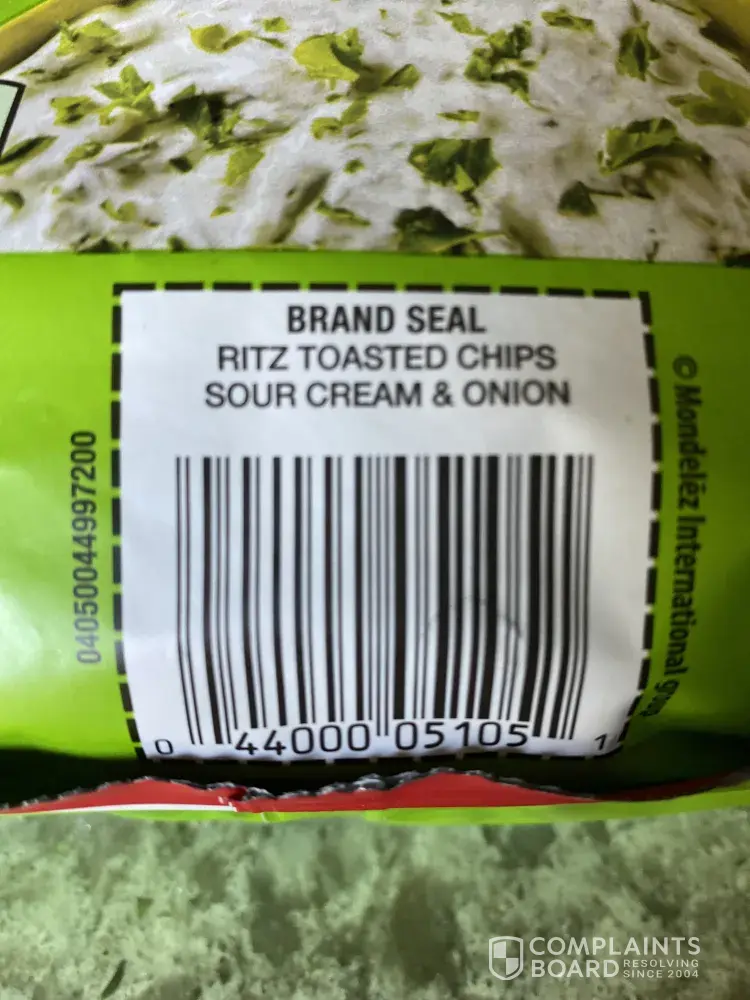 BRAND SEAL
RITZ TOASTED CHIPS
SOUR CREAM & ONION
04050044997200
© Mondelēz International group
0 44000 05105 1
COMPLAINTS
BOARD RESOLVING
SINCE 2004